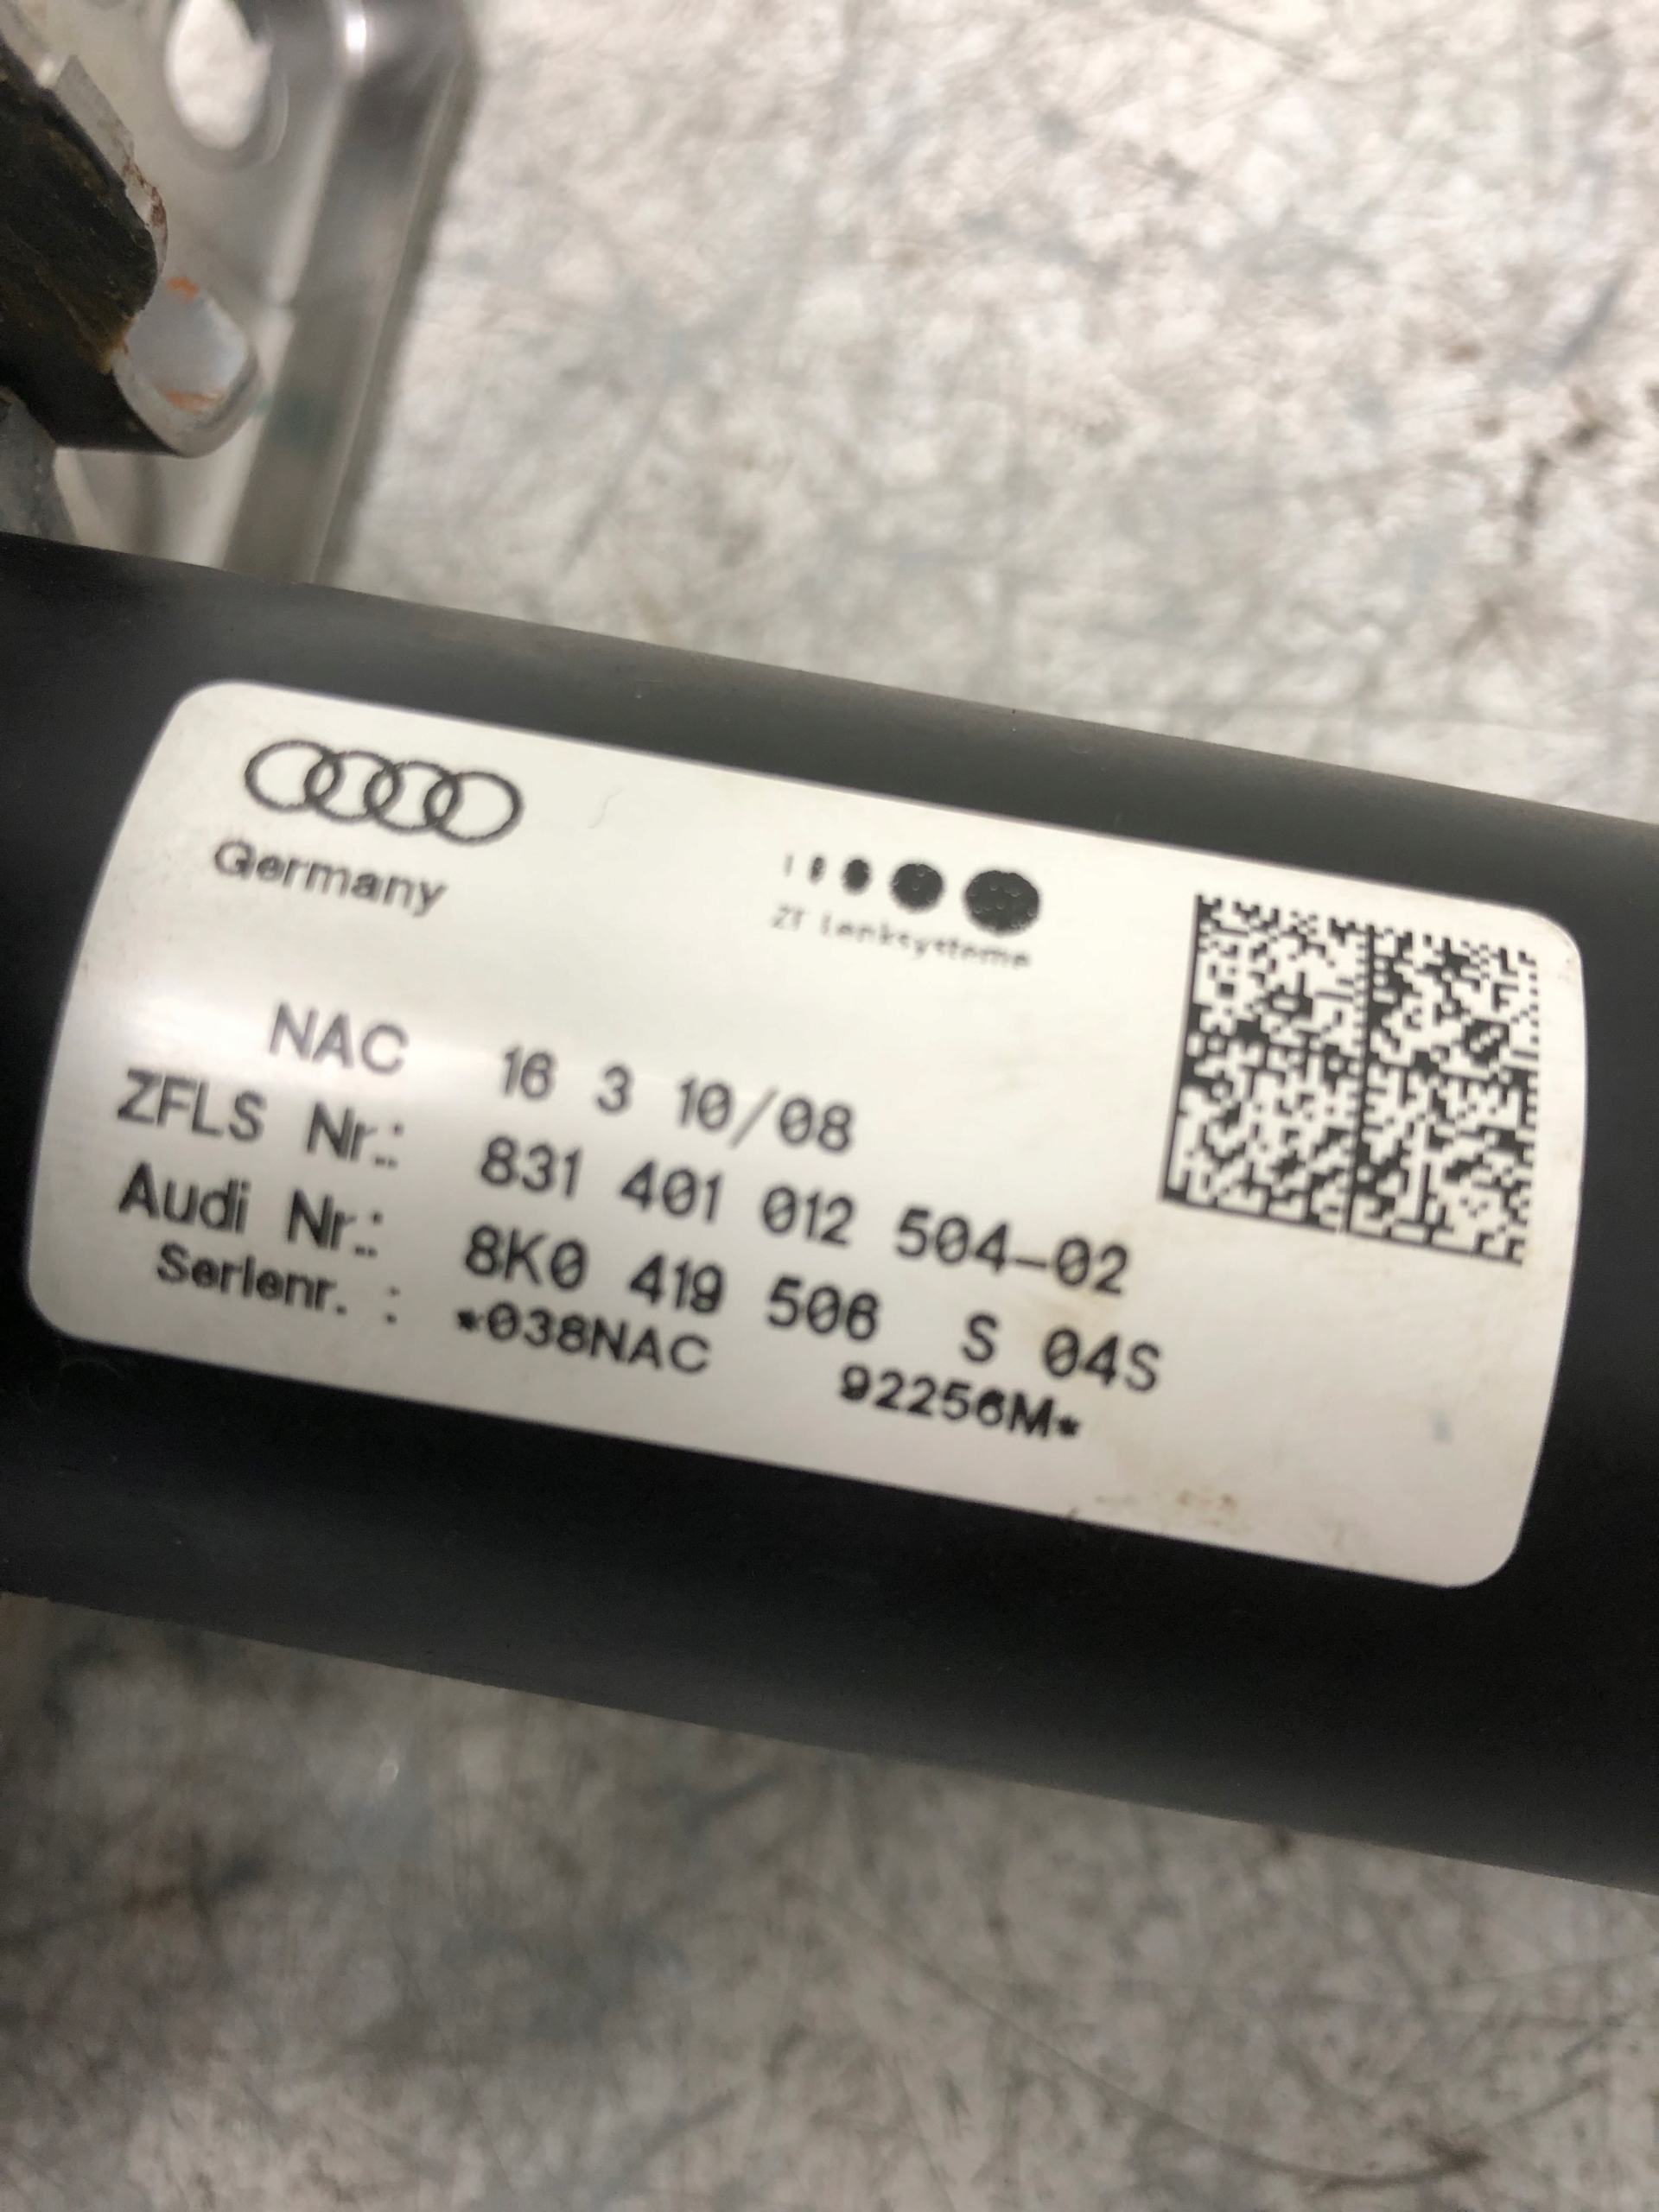 Germany
ZF Lenksysteme
NAC 16 3 10/08
ZFLS Nr.: 831 401 012 504-02
Audi Nr.: 8K0 419 506 S 04S
Serienr. : *038NAC 92256M*